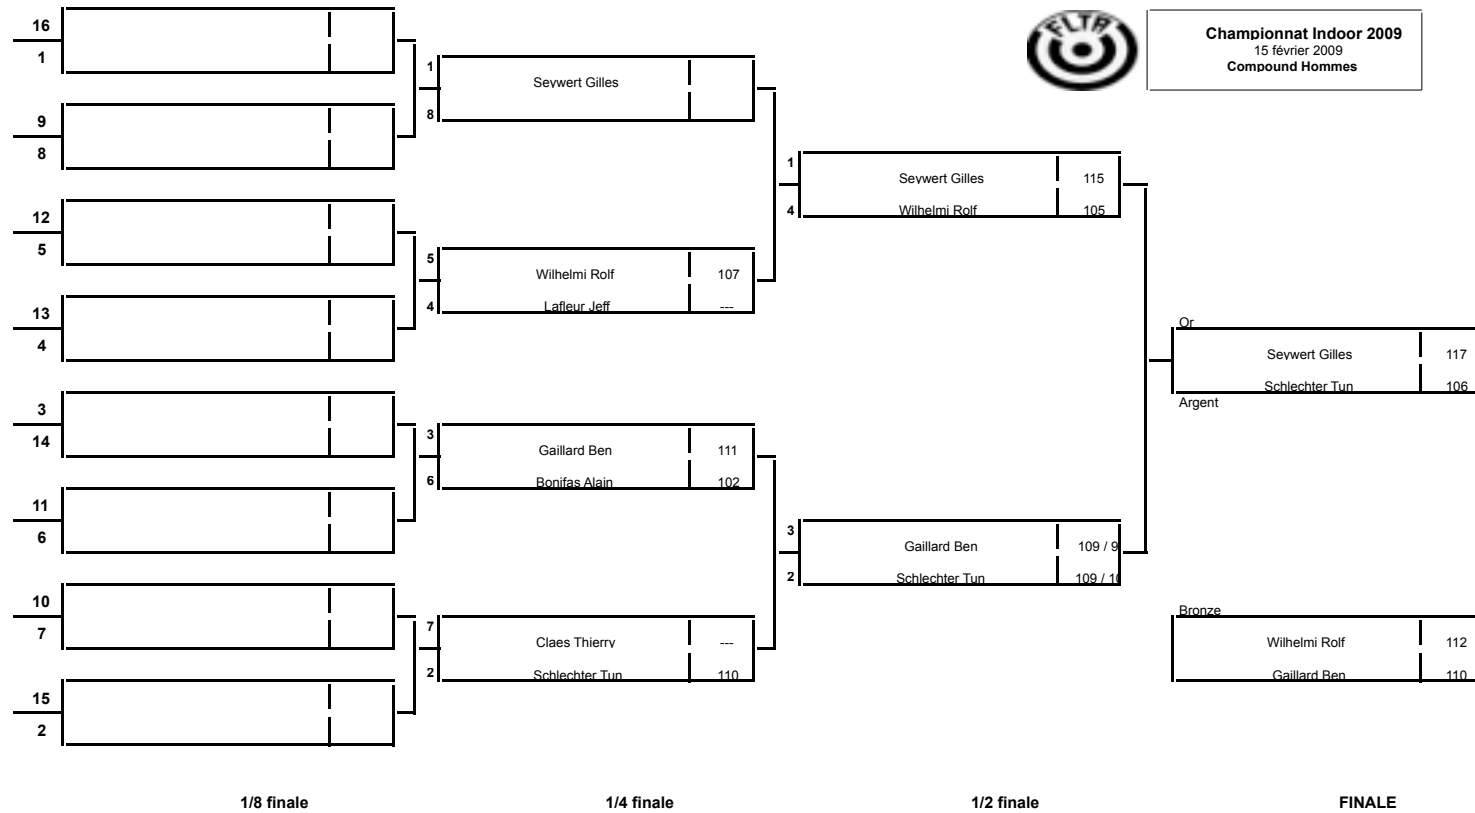 FLTA
Championnat Indoor 2009
15 février 2009
Compound Hommes
16
1
9
8
12
5
13
4
3
14
11
6
10
7
15
2
1 Seywert Gilles
8
5 Wilhelmi Rolf 107
4 Lafleur Jeff ---
3 Gaillard Ben 111
6 Bonifas Alain 102
7 Claes Thierry ---
2 Schlechter Tun 110
1 Seywert Gilles 115
4 Wilhelmi Rolf 105
3 Gaillard Ben 109 / 9
2 Schlechter Tun 109 / 10
Or
Seywert Gilles 117
Schlechter Tun 106
Argent
Bronze
Wilhelmi Rolf 112
Gaillard Ben 110
1/8 finale 1/4 finale 1/2 finale FINALE